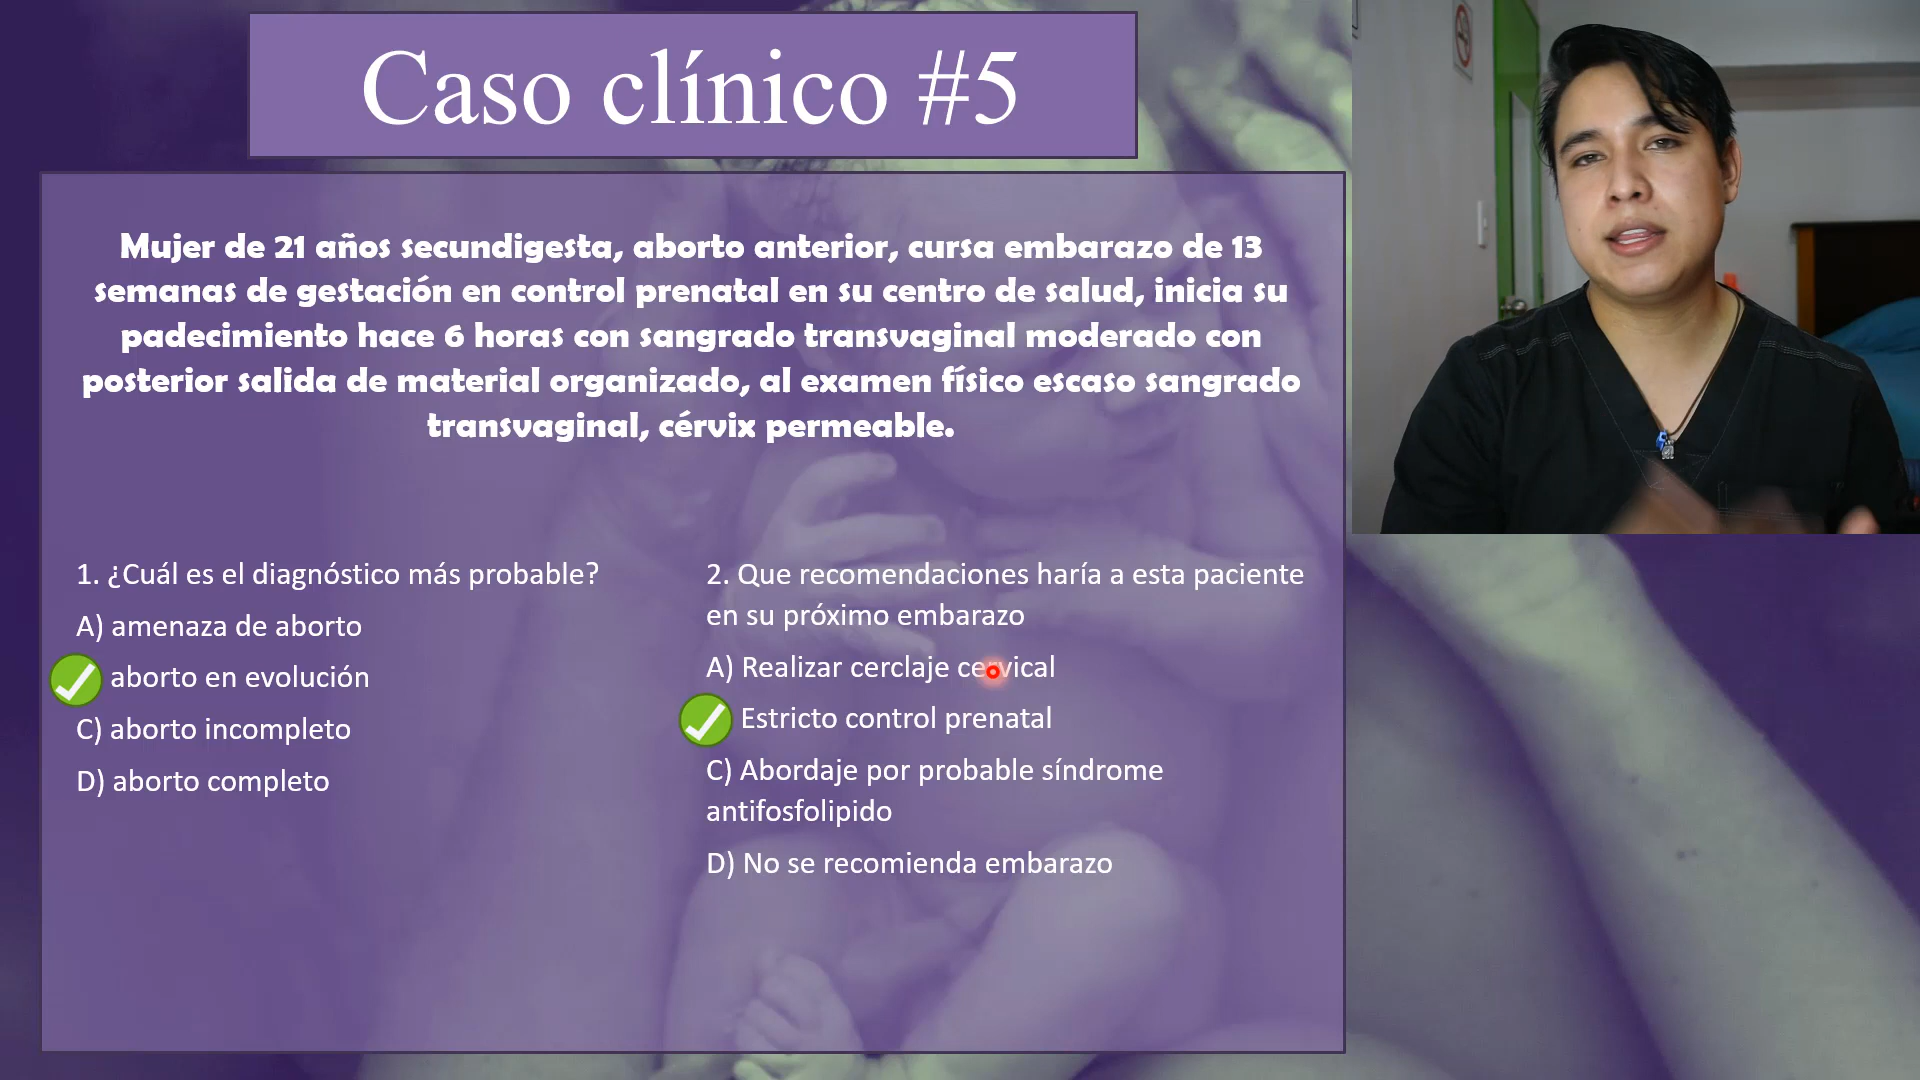 Caso clínico #5
Mujer de 21 años secundigesta, aborto anterior, cursa embarazo de 13
semanas de gestación en control prenatal en su centro de salud, inicia su
padecimiento hace 6 horas con sangrado transvaginal moderado con
posterior salida de material organizado, al examen físico escaso sangrado
transvaginal, cérvix permeable.
1. ¿Cuál es el diagnóstico más probable?
A) amenaza de aborto
aborto en evolución
C) aborto incompleto
D) aborto completo
2. Que recomendaciones haría a esta paciente
en su próximo embarazo
A) Realizar cerclaje cervical
Estricto control prenatal
C) Abordaje por probable síndrome
antifosfolipido
D) No se recomienda embarazo